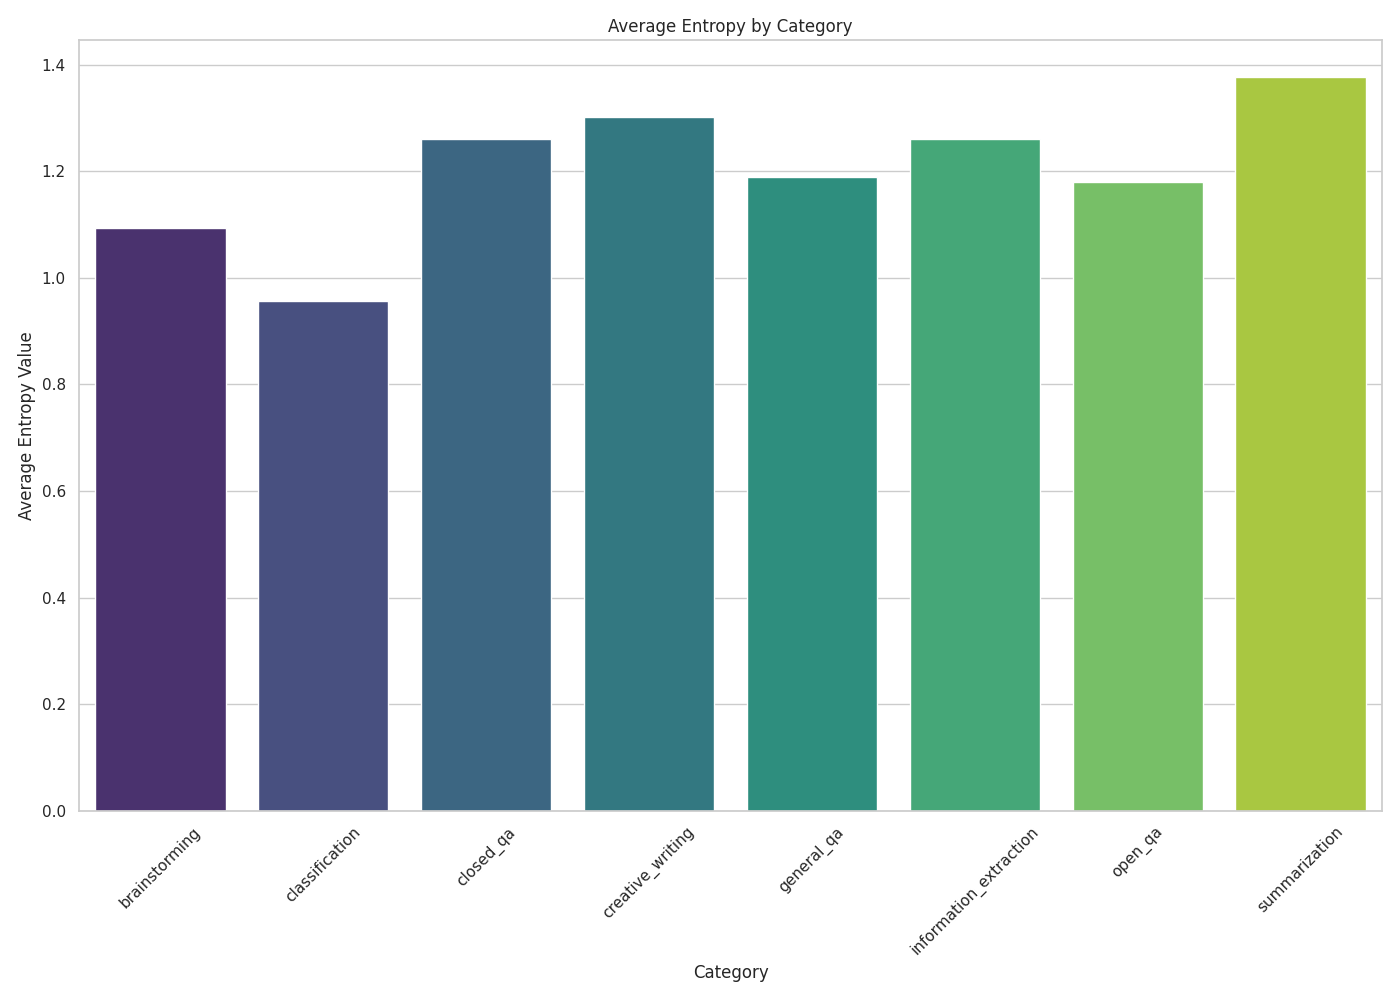 Average Entropy by Category
Average Entropy Value
1.4
1.2
1.0
0.8
0.6
0.4
0.2
0.0
brainstorming
classification
closed_qa
creative_writing
general_qa
information_extraction
open_qa
summarization
Category